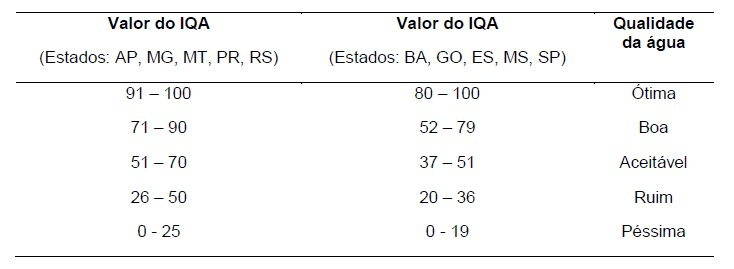 Valor do IQA Valor do IQA Qualidade da água
(Estados: AP, MG, MT, PR, RS) (Estados: BA, GO, ES, MS, SP)
91 – 100 80 – 100 Ótima
71 – 90 52 – 79 Boa
51 – 70 37 – 51 Aceitável
26 – 50 20 – 36 Ruim
0 - 25 0 - 19 Péssima